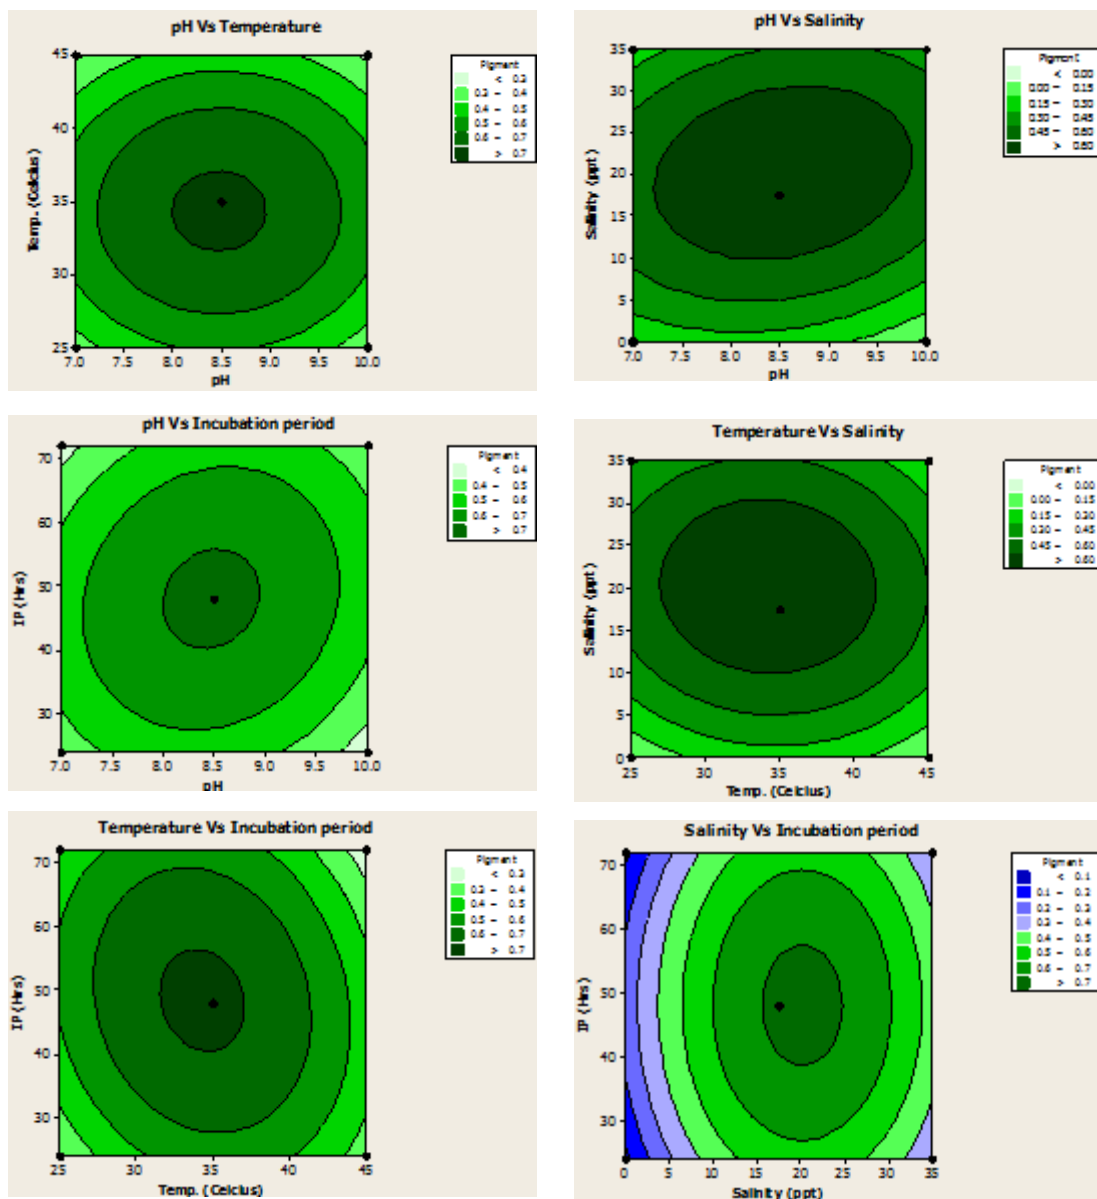 pH Vs Temperature
Pigment
< 0.3
0.3 - 0.4
0.4 - 0.5
0.5 - 0.6
0.6 - 0.7
> 0.7
45
40
35
30
25
Temp. (Celcius)
7.0 7.5 8.0 8.5 9.0 9.5 10.0
pH
pH Vs Salinity
Pigment
< 0.00
0.00 - 0.15
0.15 - 0.30
0.30 - 0.45
0.45 - 0.60
> 0.60
35
30
25
20
15
10
5
0
Salinity (ppt)
7.0 7.5 8.0 8.5 9.0 9.5 10.0
pH
pH Vs Incubation period
Pigment
< 0.4
0.4 - 0.5
0.5 - 0.6
0.6 - 0.7
> 0.7
70
60
50
40
30
IP (Hrs)
7.0 7.5 8.0 8.5 9.0 9.5 10.0
pH
Temperature Vs Salinity
Pigment
< 0.00
0.00 - 0.15
0.15 - 0.30
0.30 - 0.45
0.45 - 0.60
> 0.60
35
30
25
20
15
10
5
0
Salinity (ppt)
25 30 35 40 45
Temp. (Celcius)
Temperature Vs Incubation period
Pigment
< 0.3
0.3 - 0.4
0.4 - 0.5
0.5 - 0.6
0.6 - 0.7
> 0.7
70
60
50
40
30
IP (Hrs)
25 30 35 40 45
Temp. (Celcius)
Salinity Vs Incubation period
Pigment
< 0.1
0.1 - 0.2
0.2 - 0.3
0.3 - 0.4
0.4 - 0.5
0.5 - 0.6
0.6 - 0.7
> 0.7
70
60
50
40
30
IP (Hrs)
0 5 10 15 20 25 30 35
Salinity (ppt)